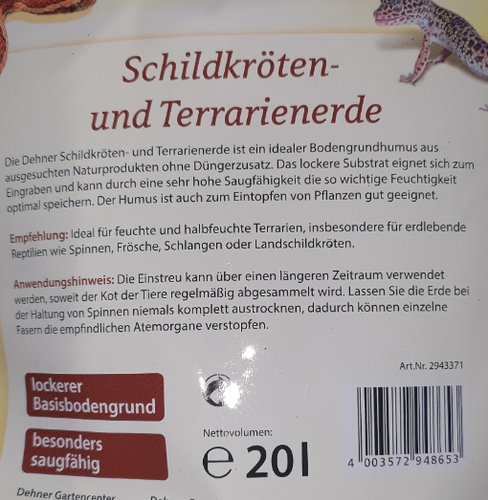 Schildkröten-
und Terrarienerde
Die Dehner Schildkröten- und Terrarienerde ist ein idealer Bodengrundhumus aus
ausgesuchten Naturprodukten ohne Düngerzusatz. Das lockere Substrat eignet sich zum
Eingraben und kann durch eine sehr hohe Saugfähigkeit die so wichtige Feuchtigkeit
optimal speichern. Der Humus ist auch zum Eintopfen von Pflanzen gut geeignet.
Empfehlung: Ideal für feuchte und halbfeuchte Terrarien, insbesondere für erdlebende
Reptilien wie Spinnen, Frösche, Schlangen oder Landschildkröten.
Anwendungshinweis: Die Einstreu kann über einen längeren Zeitraum verwendet
werden, soweit der Kot der Tiere regelmäßig abgesammelt wird. Lassen Sie die Erde bei
der Haltung von Spinnen niemals komplett austrocknen, dadurch können einzelne
Fasern die empfindlichen Atemorgane verstopfen.
Art.Nr. 2943371
lockerer
Basisbodengrund
besonders
saugfähig
Nettovolumen:
℮ 20 l
4 003572 948653
Dehner Gartencenter